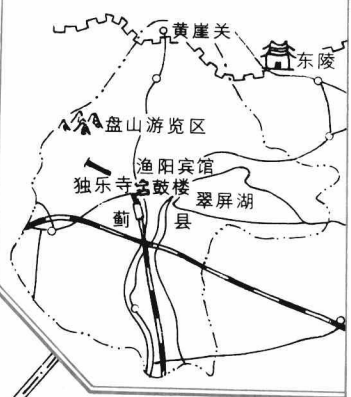 黄崖关
东陵
盘山游览区
渔阳宾馆
独乐寺 鼓楼
翠屏湖
蓟县